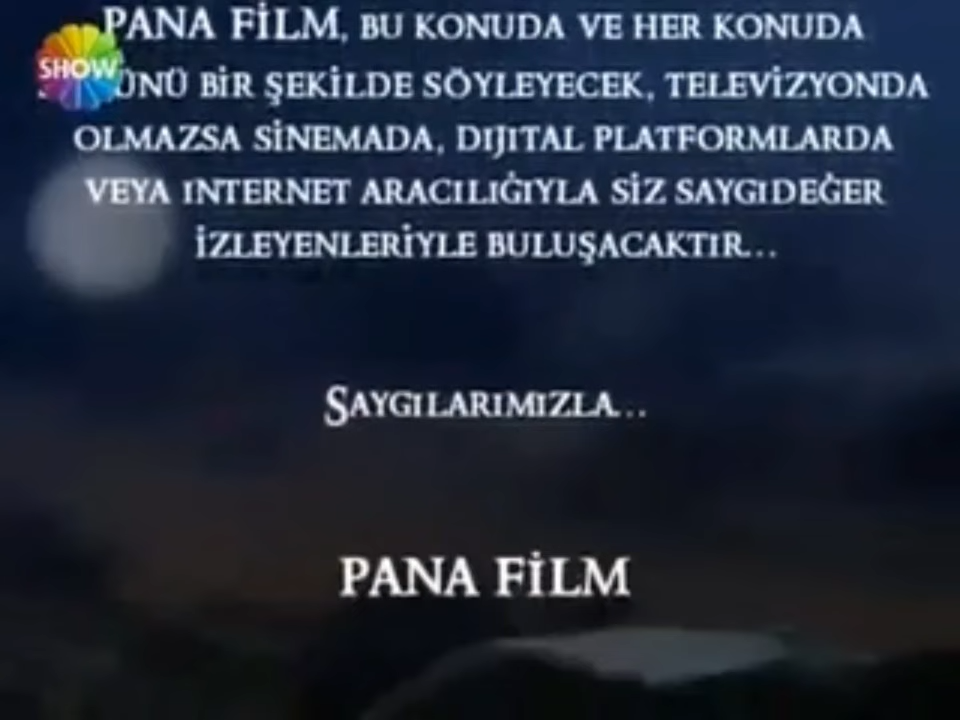 PANA FİLM, BU KONUDA VE HER KONUDA
SHOW
BİR ŞEKİLDE SÖYLEYECEK, TELEVİZYONDA
OLMAZSA SİNEMADA, DIJITAL PLATFORMLARDA
VEYA INTERNET ARACILIĞIYLA SİZ SAYGIDEĞER
İZLEYENLERİYLE BULUŞACAKTIR...
SAYGILARIMIZLA...
PANA FİLM